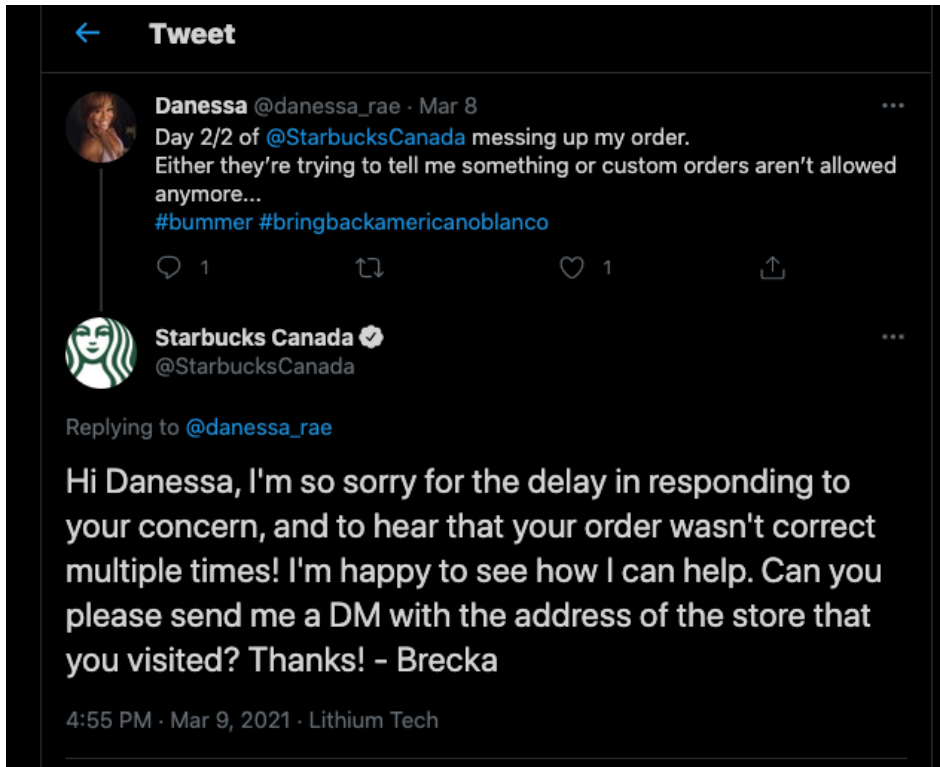 Tweet
Danessa @danessa_rae · Mar 8
Day 2/2 of @StarbucksCanada messing up my order.
Either they’re trying to tell me something or custom orders aren’t allowed
anymore...
#bummer #bringbackamericanoblanco
1 1
Starbucks Canada
@StarbucksCanada
Replying to @danessa_rae
Hi Danessa, I'm so sorry for the delay in responding to
your concern, and to hear that your order wasn't correct
multiple times! I'm happy to see how I can help. Can you
please send me a DM with the address of the store that
you visited? Thanks! - Brecka
4:55 PM · Mar 9, 2021 · Lithium Tech